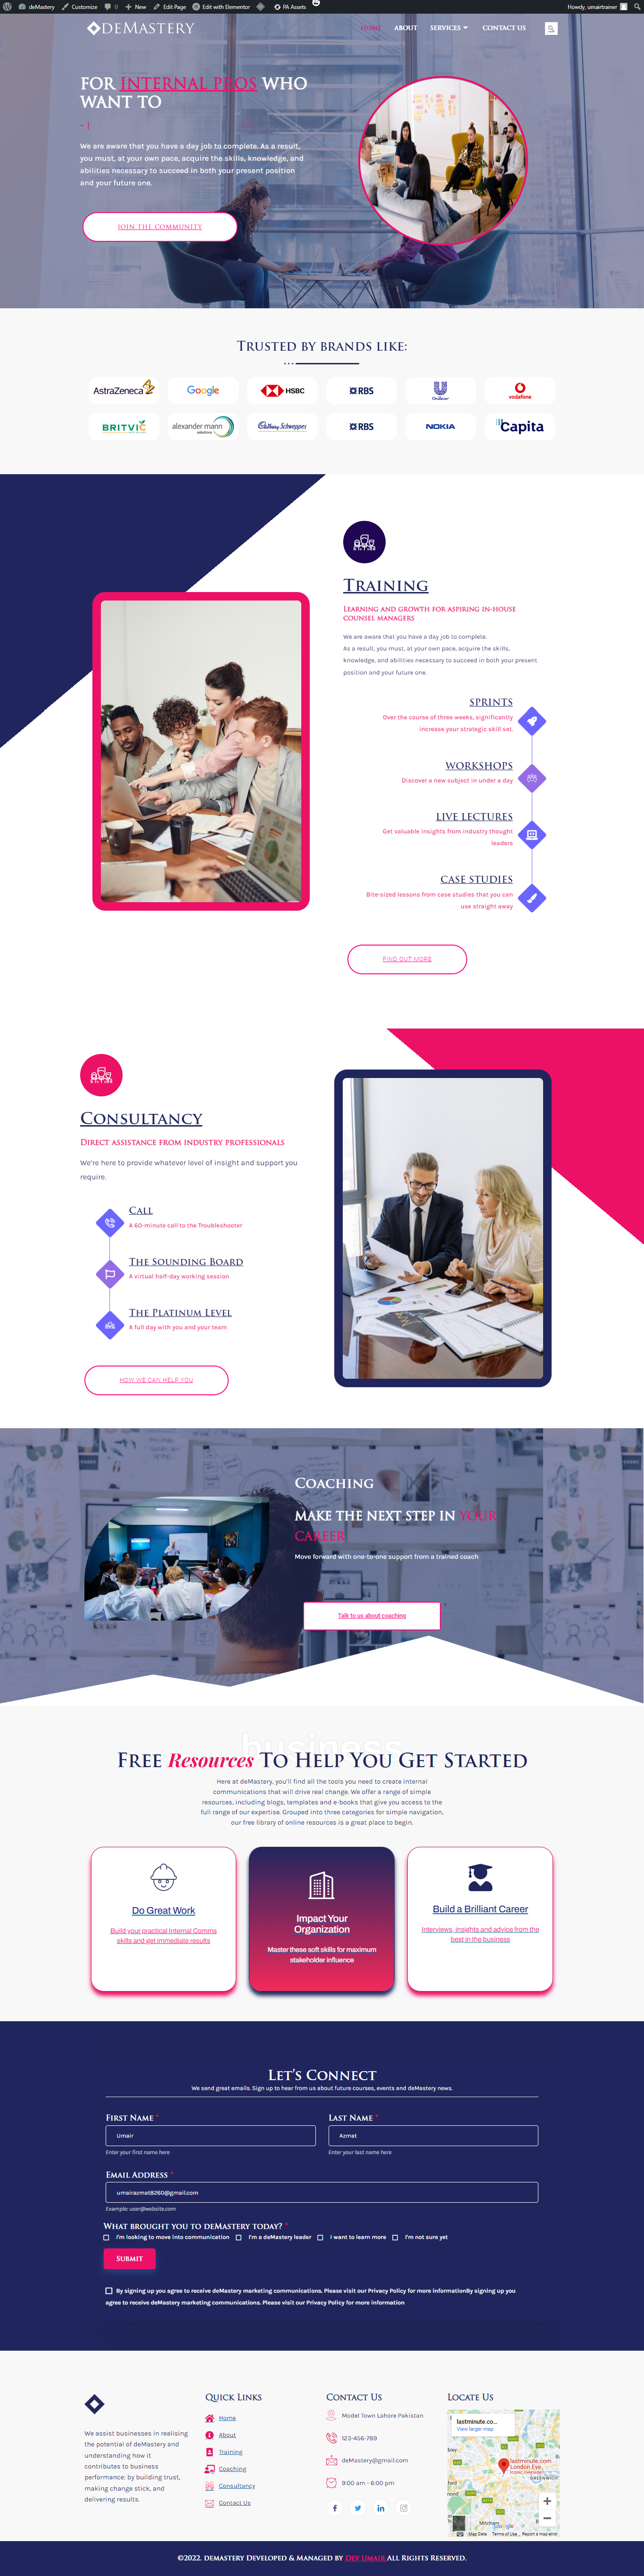 deMastery Customize 0 New Edit Page Edit with Elementor PA Assets Howdy, umairtrainer
DEMASTERY
HOME ABOUT SERVICES CONTACT US
FOR INTERNAL PROS WHO
WANT TO
- {
We are aware that you have a day job to complete. As a result,
you must, at your own pace, acquire the skills, knowledge, and
abilities necessary to succeed in both your present position
and your future one.
JOIN THE COMMUNITY
TRUSTED BY BRANDS LIKE:
AstraZeneca Google HSBC RBS Unilever vodafone
BRITVIC alexander mann solutions Cadbury Schweppes RBS NOKIA Capita
TRAINING
LEARNING AND GROWTH FOR ASPIRING IN-HOUSE
COUNSEL MANAGERS
We are aware that you have a day job to complete.
As a result, you must, at your own pace, acquire the skills,
knowledge, and abilities necessary to succeed in both your present
position and your future one.
SPRINTS
Over the course of three weeks, significantly
increase your strategic skill set.
WORKSHOPS
Discover a new subject in under a day
LIVE LECTURES
Get valuable insights from industry thought
leaders
CASE STUDIES
Bite-sized lessons from case studies that you can
use straight away
FIND OUT MORE
CONSULTANCY
DIRECT ASSISTANCE FROM INDUSTRY PROFESSIONALS
We're here to provide whatever level of insight and support you
require.
CALL
A 60-minute call to the Troubleshooter
THE SOUNDING BOARD
A virtual half-day working session
THE PLATINUM LEVEL
A full day with you and your team
HOW WE CAN HELP YOU
COACHING
MAKE THE NEXT STEP IN YOUR
CAREER
Move forward with one-to-one support from a trained coach
Talk to us about coaching
business
FREE Resources TO HELP YOU GET STARTED
Here at deMastery, you'll find all the tools you need to create internal
communications that will drive real change. We offer a range of simple
resources, including blogs, templates and e-books that give you access to the
full range of our expertise. Grouped into three categories for simple navigation,
our free library of online resources is a great place to begin.
Do Great Work
Build your practical Internal Comms
skills and get immediate results
Impact Your
Organization
Master these soft skills for maximum
stakeholder influence
Build a Brilliant Career
Interviews, insights and advice from the
best in the business
LET'S CONNECT
We send great emails. Sign up to hear from us about future courses, events and deMastery news.
FIRST NAME * LAST NAME *
Umair Azmat
Enter your first name here Enter your last name here
EMAIL ADDRESS *
umairazmat8260@gmail.com
Example: user@website.com
WHAT BROUGHT YOU TO DEMASTERY TODAY? *
I'm looking to move into communication I'm a deMastery leader I want to learn more I'm not sure yet
SUBMIT
By signing up you agree to receive deMastery marketing communications. Please visit our Privacy Policy for more informationBy signing up you
agree to receive deMastery marketing communications. Please visit our Privacy Policy for more information
We assist businesses in realising
the potential of deMastery and
understanding how it
contributes to business
performance: by building trust,
making change stick, and
delivering results.
QUICK LINKS
Home
About
Training
Coaching
Consultancy
Contact Us
CONTACT US
Model Town Lahore Pakistan
123-456-789
deMastery@gmail.com
9:00 am - 6:00 pm
LOCATE US
lastminute.co...
View larger map
lastminute.com
London Eye
GREENWICH
Mitcham
Google
Map Data Terms of Use Report a map error
©2022. DEMASTERY DEVELOPED & MANAGED BY DEV UMAIR ALL RIGHTS RESERVED.